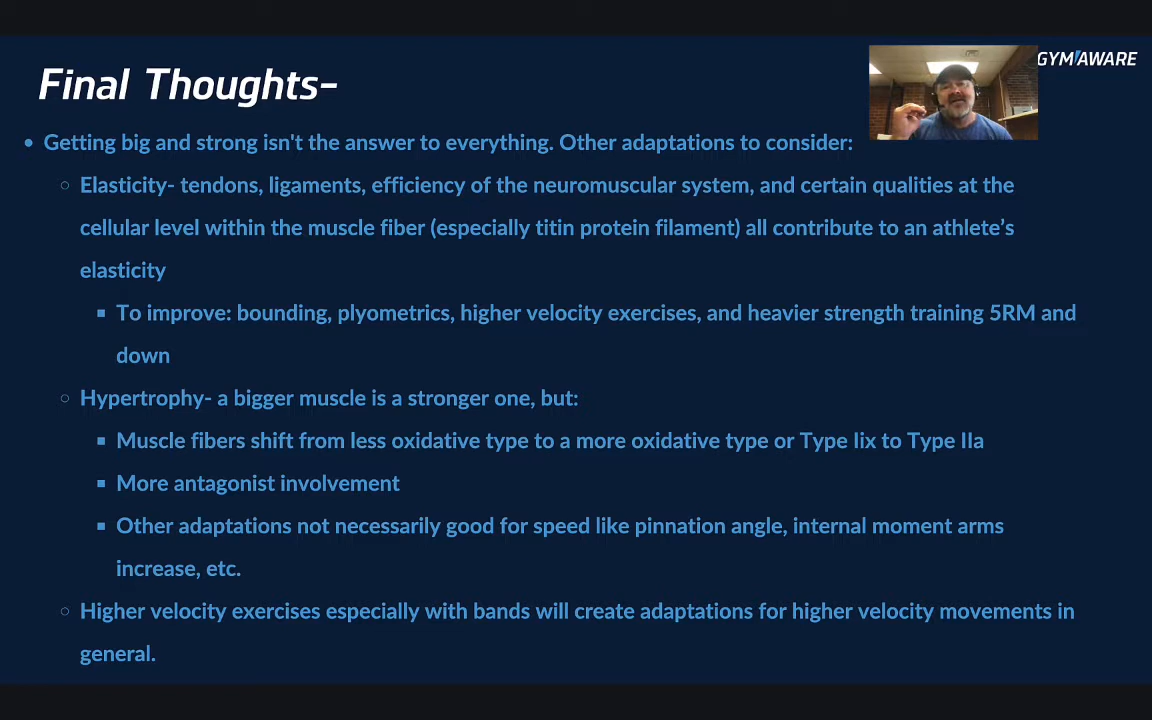 Final Thoughts-
GYMAWARE
• Getting big and strong isn't the answer to everything. Other adaptations to consider:
○ Elasticity- tendons, ligaments, efficiency of the neuromuscular system, and certain qualities at the
cellular level within the muscle fiber (especially titin protein filament) all contribute to an athlete’s
elasticity
▪ To improve: bounding, plyometrics, higher velocity exercises, and heavier strength training 5RM and
down
○ Hypertrophy- a bigger muscle is a stronger one, but:
▪ Muscle fibers shift from less oxidative type to a more oxidative type or Type Iix to Type IIa
▪ More antagonist involvement
▪ Other adaptations not necessarily good for speed like pinnation angle, internal moment arms
increase, etc.
○ Higher velocity exercises especially with bands will create adaptations for higher velocity movements in
general.